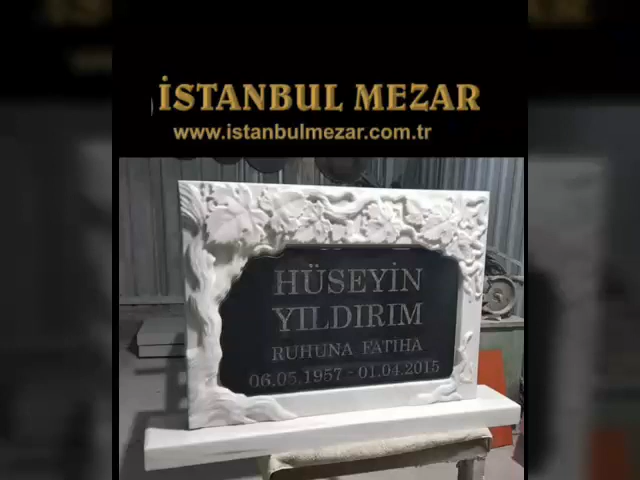 İSTANBUL MEZAR
www.istanbulmezar.com.tr
HÜSEYİN
YILDIRIM
RUHUNA FATİHA
06.05.1957 - 01.04.2015